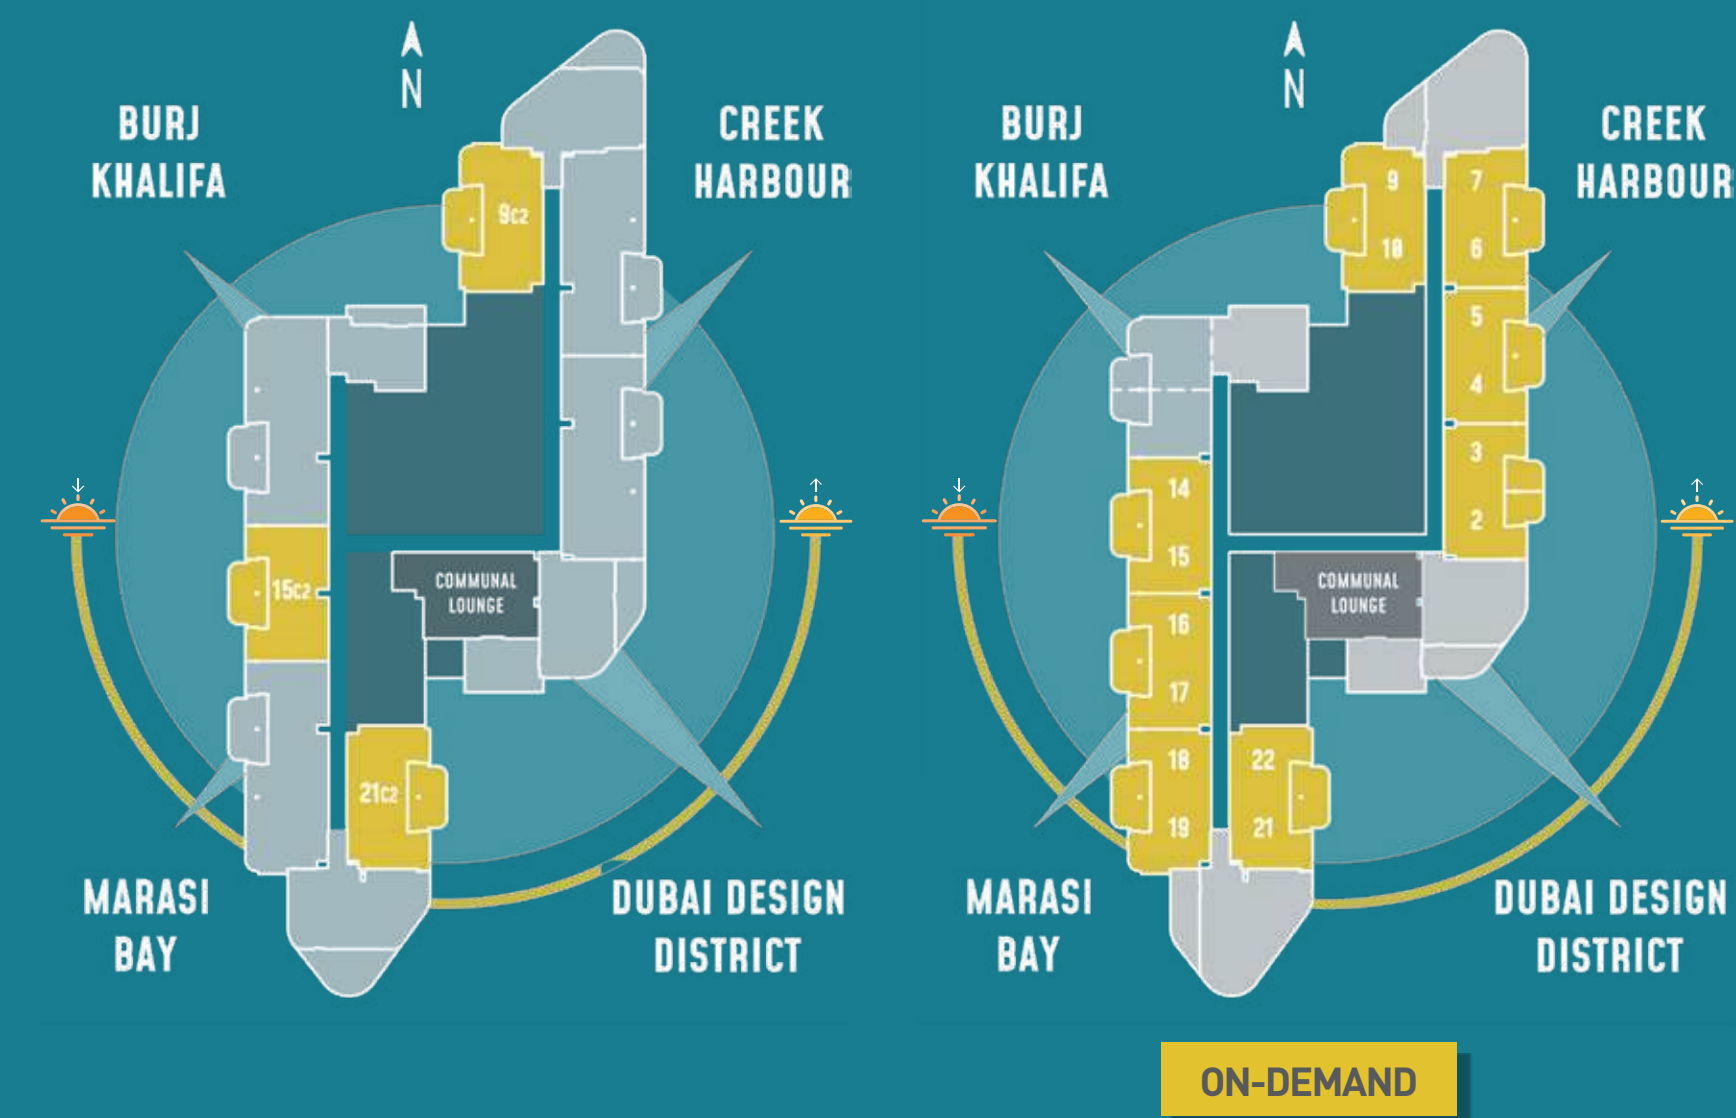 N
BURJ
KHALIFA
CREEK
HARBOUR
9C2
15C2
COMMUNAL
LOUNGE
21C2
MARASI
BAY
DUBAI DESIGN
DISTRICT
N
BURJ
KHALIFA
CREEK
HARBOUR
9
7
10
6
5
4
3
14
2
15
COMMUNAL
LOUNGE
16
17
18
22
19
21
MARASI
BAY
DUBAI DESIGN
DISTRICT
ON-DEMAND